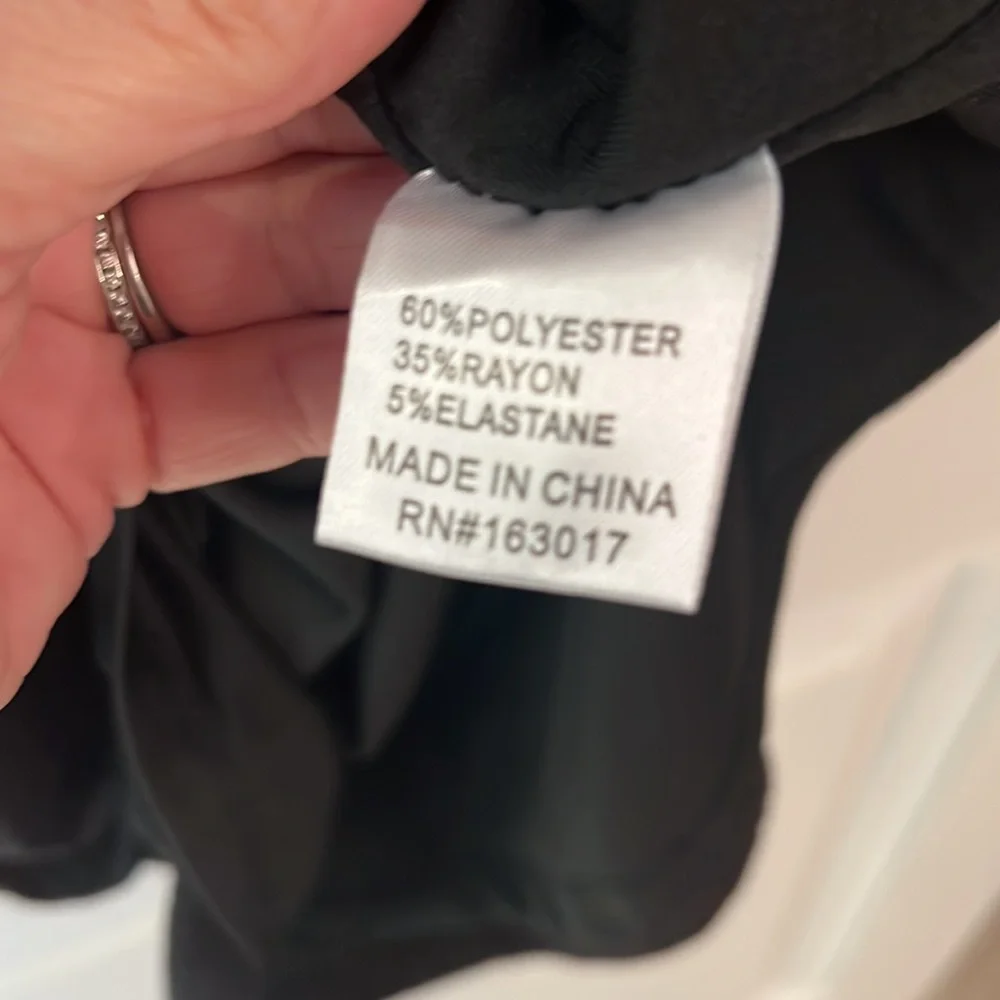 60%POLYESTER
35%RAYON
5%ELASTANE
MADE IN CHINA
RN#163017